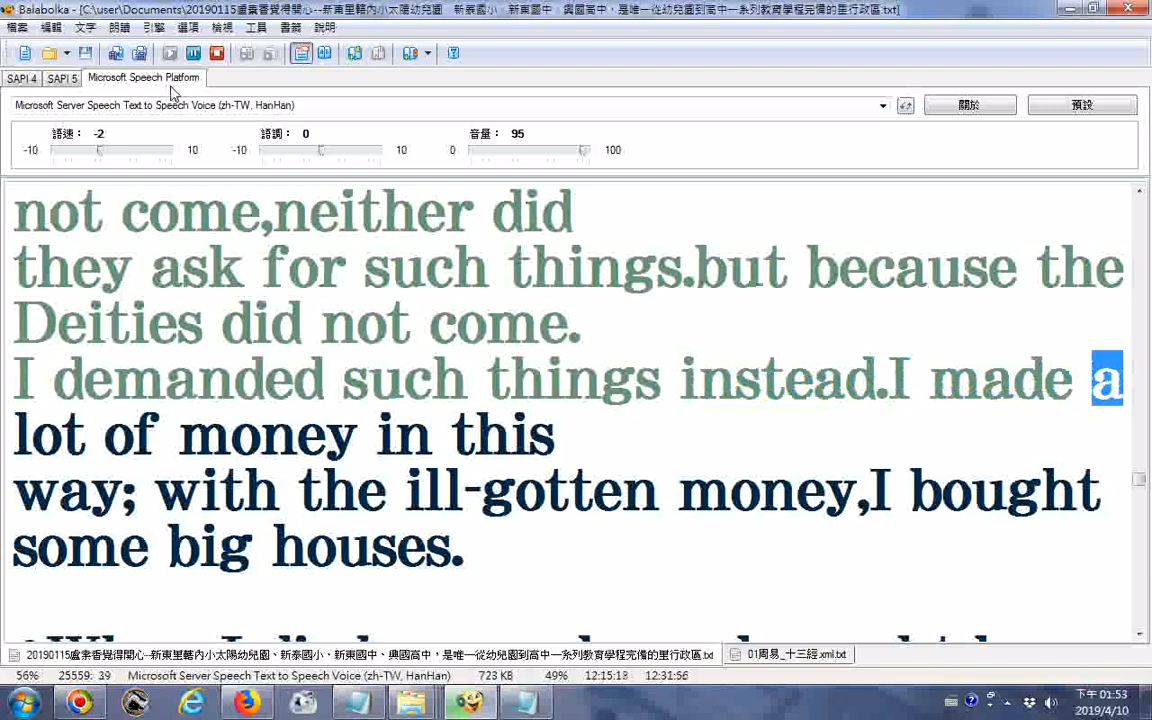 Balabolka - [C:\user\Documents\20190115盧素香覺得開心--新東里轄內小太陽幼兒園　新泰國小、新東國中、興國高中，是唯一從幼兒園到高中一系列教育學程完備的里行政區.txt]
檔案 編輯 文字 朗讀 引擎 選項 檢視 工具 書籤 說明
SAPI 4 SAPI 5 Microsoft Speech Platform
Microsoft Server Speech Text to Speech Voice (zh-TW, HanHan) 關於 預設
語速： -2 語調： 0 音量： 95
-10 10 -10 10 0 100
not come,neither did
they ask for such things.but because the
Deities did not come.
I demanded such things instead.I made a
lot of money in this
way; with the ill-gotten money,I bought
some big houses.
20190115盧素香覺得開心--新東里轄內小太陽幼兒園、新泰國小、新東國中、興國高中，是唯一從幼兒園到高中一系列教育學程完備的里行政區.txt 01周易_十三經.xml.txt
56% 25559: 39 Microsoft Server Speech Text to Speech Voice (zh-TW, HanHan) 723 KB 49% 12:15:18 12:31:56
下午 01:53
2019/4/10